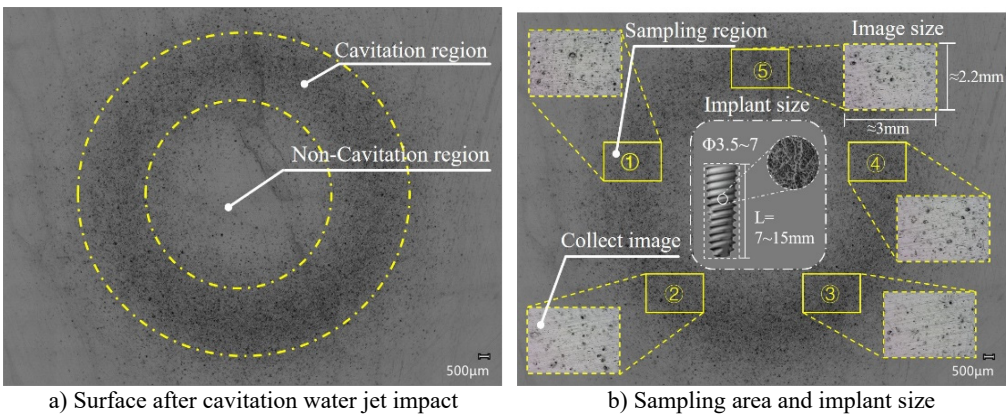 Cavitation region
Non-Cavitation region
500μm
a) Surface after cavitation water jet impact
Sampling region
Image size
⑤
≈2.2mm
Implant size
≈3mm
Φ3.5~7
①
④
L=
7~15mm
Collect image
②
③
500μm
b) Sampling area and implant size